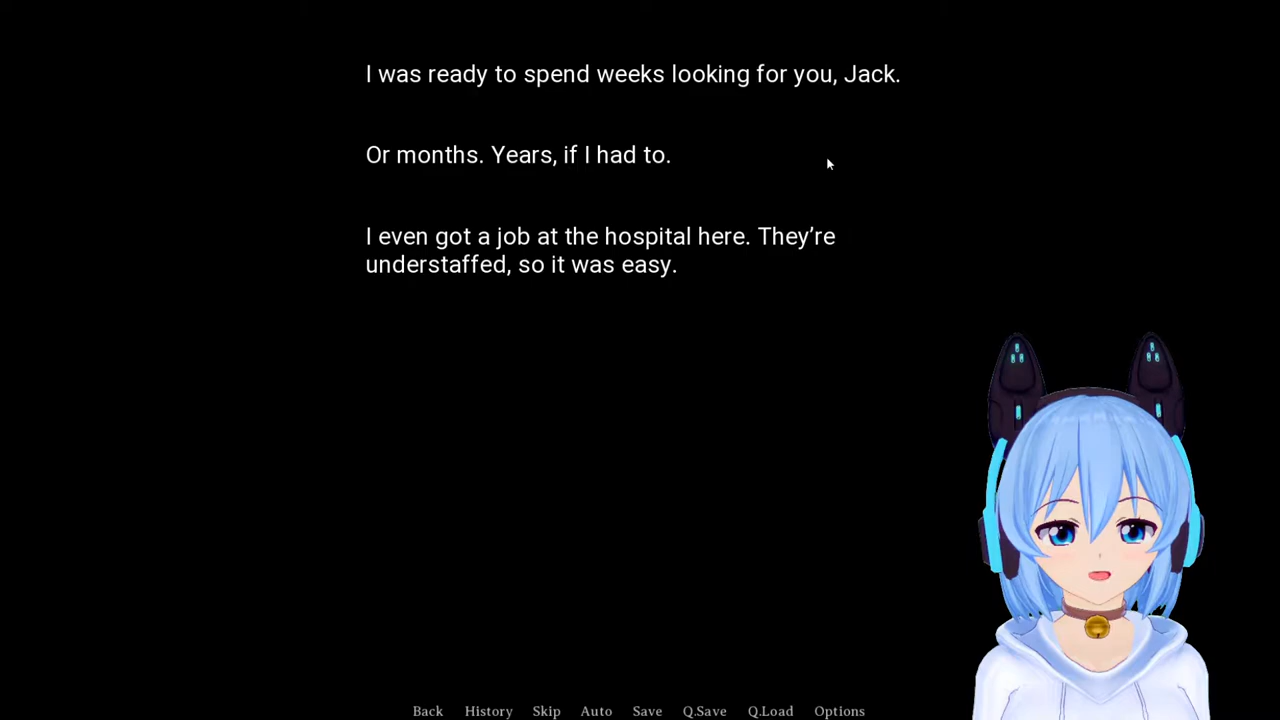 I was ready to spend weeks looking for you, Jack.
Or months. Years, if I had to.
I even got a job at the hospital here. They’re
understaffed, so it was easy.
Back History Skip Auto Save Q.Save Q.Load Options